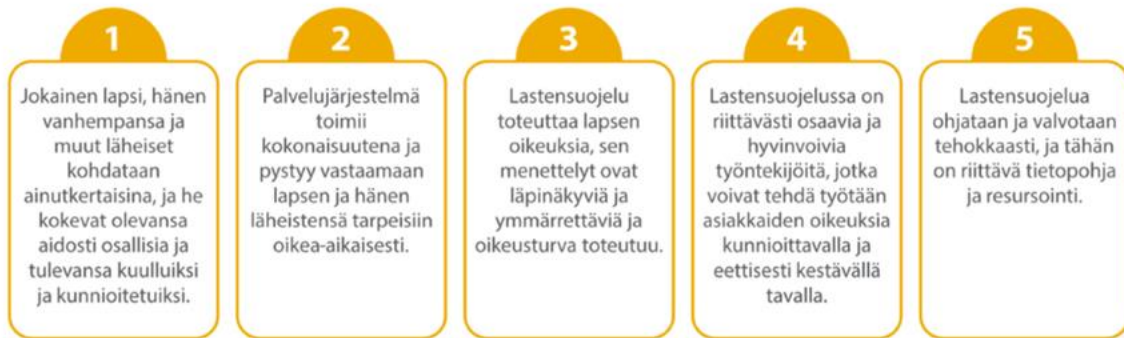 1
Jokainen lapsi, hänen
vanhempansa ja
muut läheiset
kohdataan
ainutkertaisina, ja he
kokevat olevansa
aidosti osallisia ja
tulevansa kuulluiksi
ja kunnioitetuiksi.
2
Palvelujärjestelmä
toimii
kokonaisuutena ja
pystyy vastaamaan
lapsen ja hänen
läheistensä tarpeisiin
oikea-aikaisesti.
3
Lastensuojelu
toteuttaa lapsen
oikeuksia, sen
menettelyt ovat
läpinäkyviä ja
ymmärrettäviä ja
oikeusturva toteutuu.
4
Lastensuojelussa on
riittävästi osaavia ja
hyvinvoivia
työntekijöitä, jotka
voivat tehdä työtään
asiakkaiden oikeuksia
kunnioittavalla ja
eettisesti kestävällä
tavalla.
5
Lastensuojelua
ohjataan ja valvotaan
tehokkaasti, ja tähän
on riittävä tietopohja
ja resursointi.